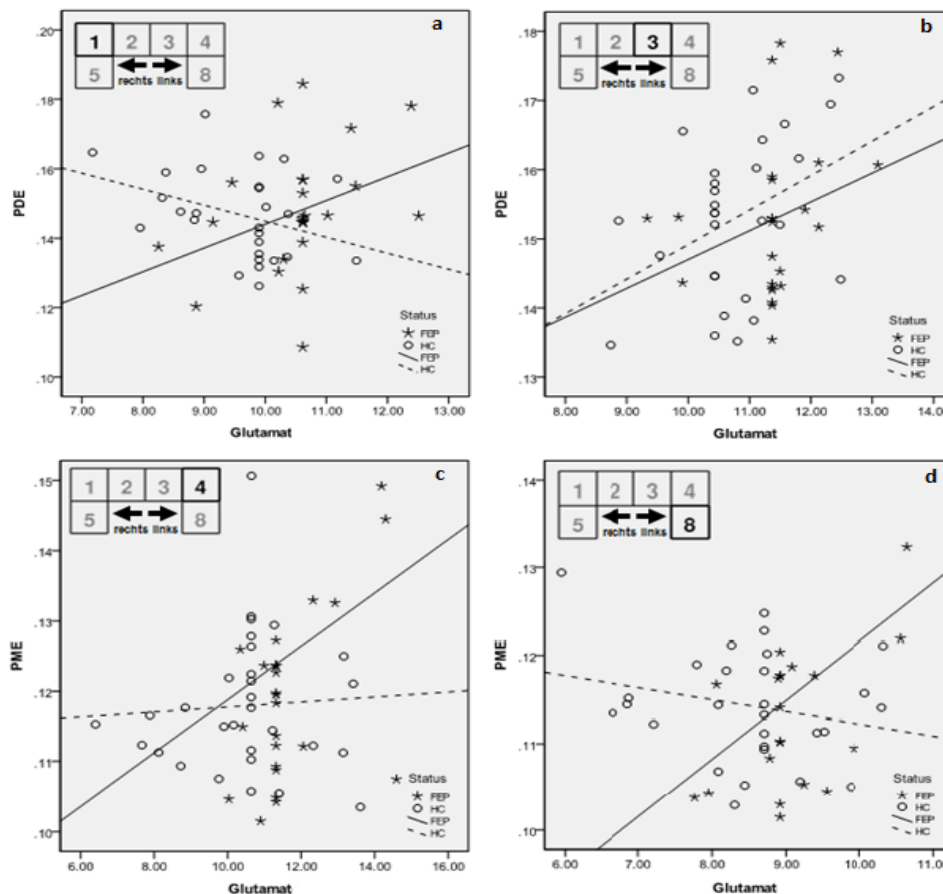 a
1 2 3 4
5 rechts links 8
.20
.18
.16
.14
.12
.10
PDE
7.00 8.00 9.00 10.00 11.00 12.00 13.00
Glutamat
Status
FEP
HC
FEP
HC
b
1 2 3 4
5 rechts links 8
.18
.17
.16
.15
.14
.13
PDE
8.00 9.00 10.00 11.00 12.00 13.00 14.0
Glutamat
Status
FEP
HC
FEP
HC
c
1 2 3 4
5 rechts links 8
.15
.14
.13
.12
.11
.10
PME
6.00 8.00 10.00 12.00 14.00 16.00
Glutamat
Status
FEP
HC
FEP
HC
d
1 2 3 4
5 rechts links 8
.14
.13
.12
.11
.10
PME
6.00 7.00 8.00 9.00 10.00 11.0
Glutamat
Status
FEP
HC
FEP
HC